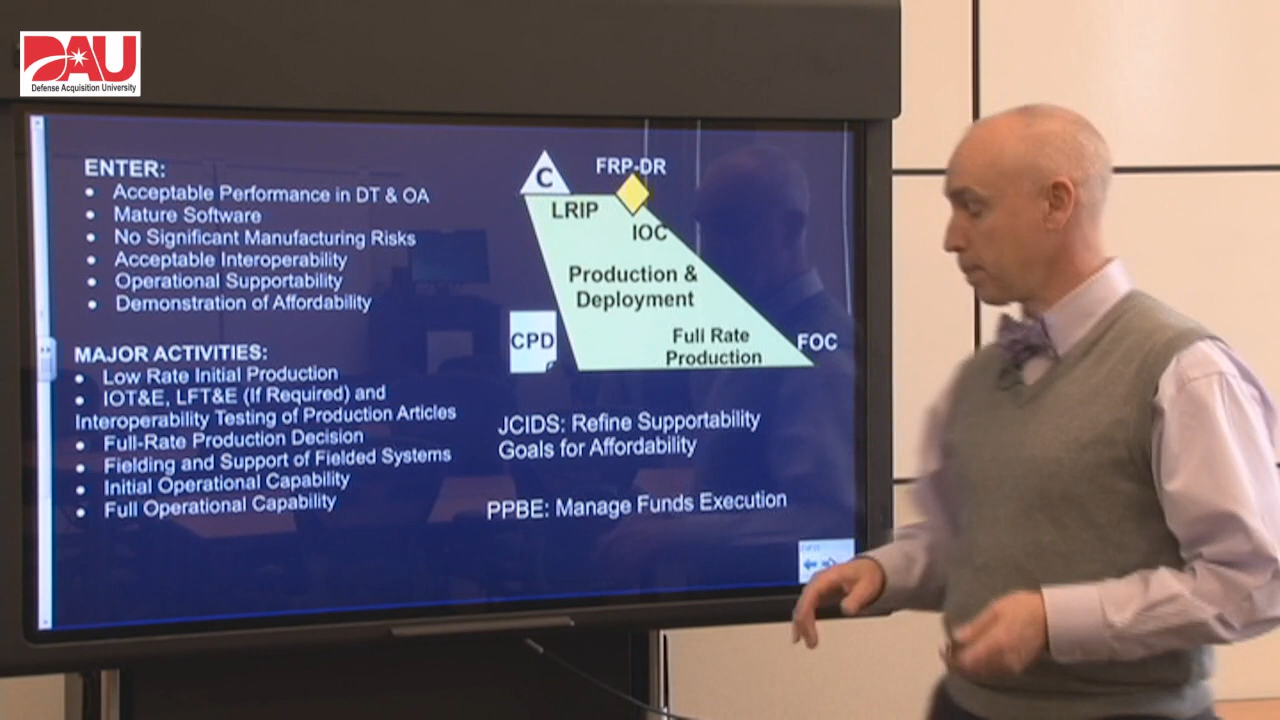 DAU
Defense Acquisition University
ENTER:
• Acceptable Performance in DT & OA
• Mature Software
• No Significant Manufacturing Risks
• Acceptable Interoperability
• Operational Supportability
• Demonstration of Affordability
MAJOR ACTIVITIES:
• Low Rate Initial Production
• IOT&E, LFT&E (If Required) and
Interoperability Testing of Production Articles
• Full-Rate Production Decision
• Fielding and Support of Fielded Systems
• Initial Operational Capability
• Full Operational Capability
C
FRP-DR
LRIP
IOC
Production &
Deployment
CPD
Full Rate
Production
FOC
JCIDS: Refine Supportability
Goals for Affordability
PPBE: Manage Funds Execution